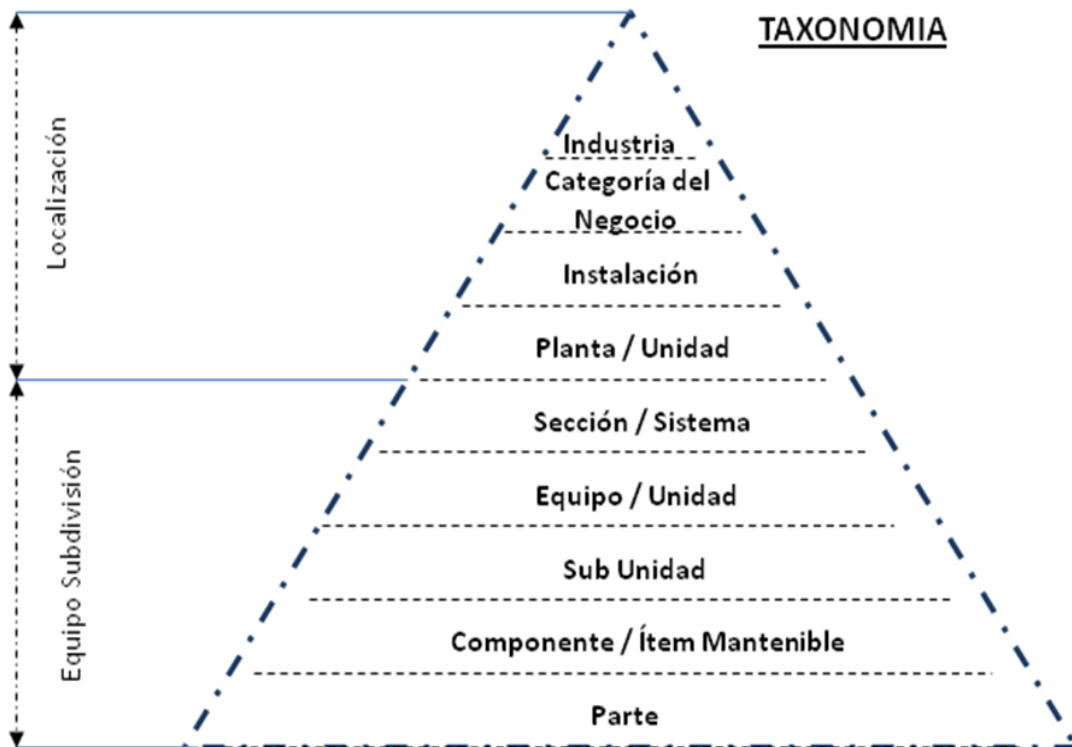 TAXONOMIA
Localización
Industria
Categoría del
Negocio
Instalación
Planta / Unidad
Equipo Subdivisión
Sección / Sistema
Equipo / Unidad
Sub Unidad
Componente / Ítem Mantenible
Parte